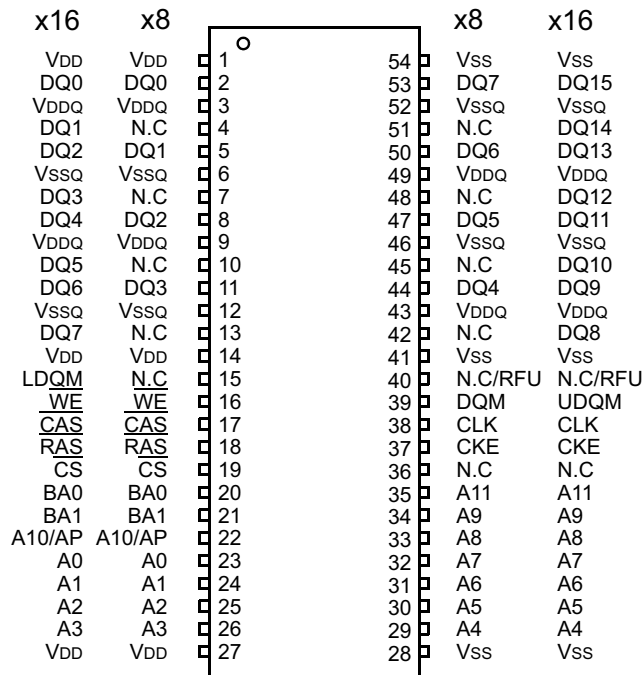 x16 x8 x8 x16
VDD VDD 1 54 VSS VSS
DQ0 DQ0 2 53 DQ7 DQ15
VDDQ VDDQ 3 52 VSSQ VSSQ
DQ1 N.C 4 51 N.C DQ14
DQ2 DQ1 5 50 DQ6 DQ13
VSSQ VSSQ 6 49 VDDQ VDDQ
DQ3 N.C 7 48 N.C DQ12
DQ4 DQ2 8 47 DQ5 DQ11
VDDQ VDDQ 9 46 VSSQ VSSQ
DQ5 N.C 10 45 N.C DQ10
DQ6 DQ3 11 44 DQ4 DQ9
VSSQ VSSQ 12 43 VDDQ VDDQ
DQ7 N.C 13 42 N.C DQ8
VDD VDD 14 41 VSS VSS
LDQM N.C 15 40 N.C/RFU N.C/RFU
WE WE 16 39 DQM UDQM
CAS CAS 17 38 CLK CLK
RAS RAS 18 37 CKE CKE
CS CS 19 36 N.C N.C
BA0 BA0 20 35 A11 A11
BA1 BA1 21 34 A9 A9
A10/AP A10/AP 22 33 A8 A8
A0 A0 23 32 A7 A7
A1 A1 24 31 A6 A6
A2 A2 25 30 A5 A5
A3 A3 26 29 A4 A4
VDD VDD 27 28 VSS VSS